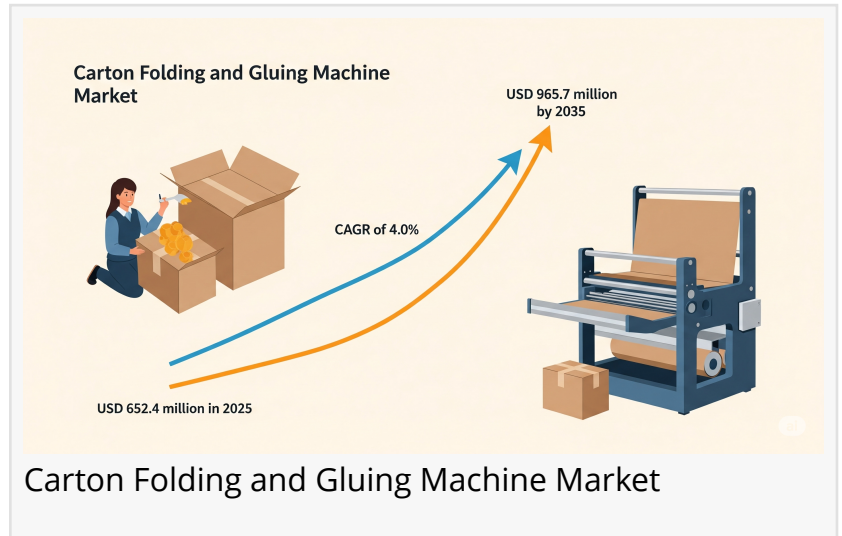 Carton Folding and Gluing Machine
Market
USD 965.7 million
by 2035
CAGR of 4.0%
USD 652.4 million in 2025
Carton Folding and Gluing Machine Market